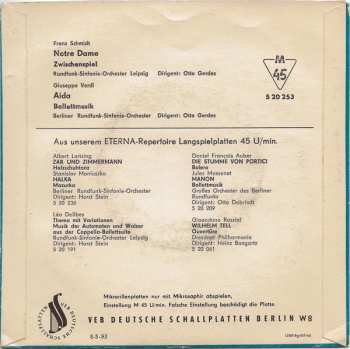 Franz Schmidt
Notre Dame
Zwischenspiel
Rundfunk-Sinfonie-Orchester Leipzig Dirigent: Otto Gerdes
Giuseppe Verdi
Aida
Ballettmusik
Berliner Rundfunk-Sinfonie-Orchester Dirigent: Otto Gerdes
M
45
5 20 253
Aus unserem ETERNA-Repertoire Langspielplatten 45 U/min.
Albert Lortzing
ZAR UND ZIMMERMANN
Holzschuhtanz
Stanislaw Moniuszko
HALKA
Mazurka
Berliner Rundfunk-Sinfonie-Orchester
Dirigent: Horst Stein
5 20 230
Léo Delibes
Thema mit Variationen
Musik der Automaten und Walzer
aus der Coppelia-Ballettsuite
Rundfunk-Sinfonie-Orchester Leipzig
Dirigent: Horst Stein
5 20 191
Daniel François Auber
DIE STUMME VON PORTICI
Bolero
Jules Massenet
MANON
Ballettmusik
Großes Orchester des Berliner
Rundfunks
Dirigent: Otto Dobrindt
5 20 209
Gioacchino Rossini
WILHELM TELL
Ouvertüre
Dresdner Philharmonie
Dirigent: Heinz Bongartz
5 20 061
Mikrorillenplatten nur mit Mikrosaphir abspielen,
Einstellung M 45 U/min. Falsche Einstellung beschädigt die Platte.
VEB DEUTSCHE SCHALLPLATTEN
VEB DEUTSCHE SCHALLPLATTEN BERLIN W8